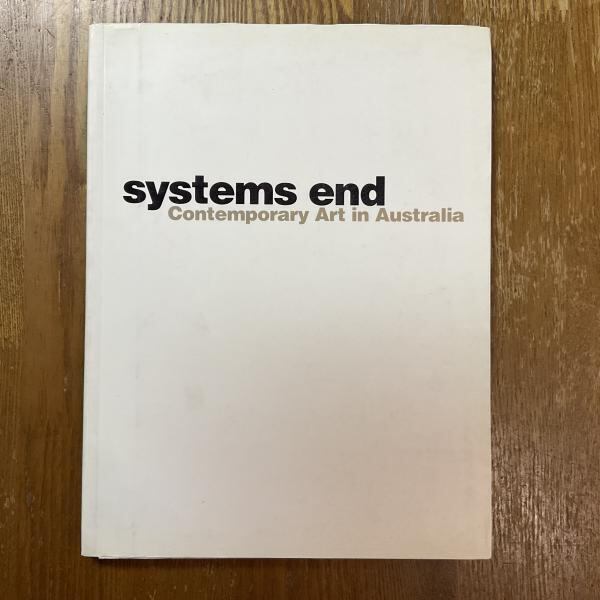 systems end
Contemporary Art in Australia